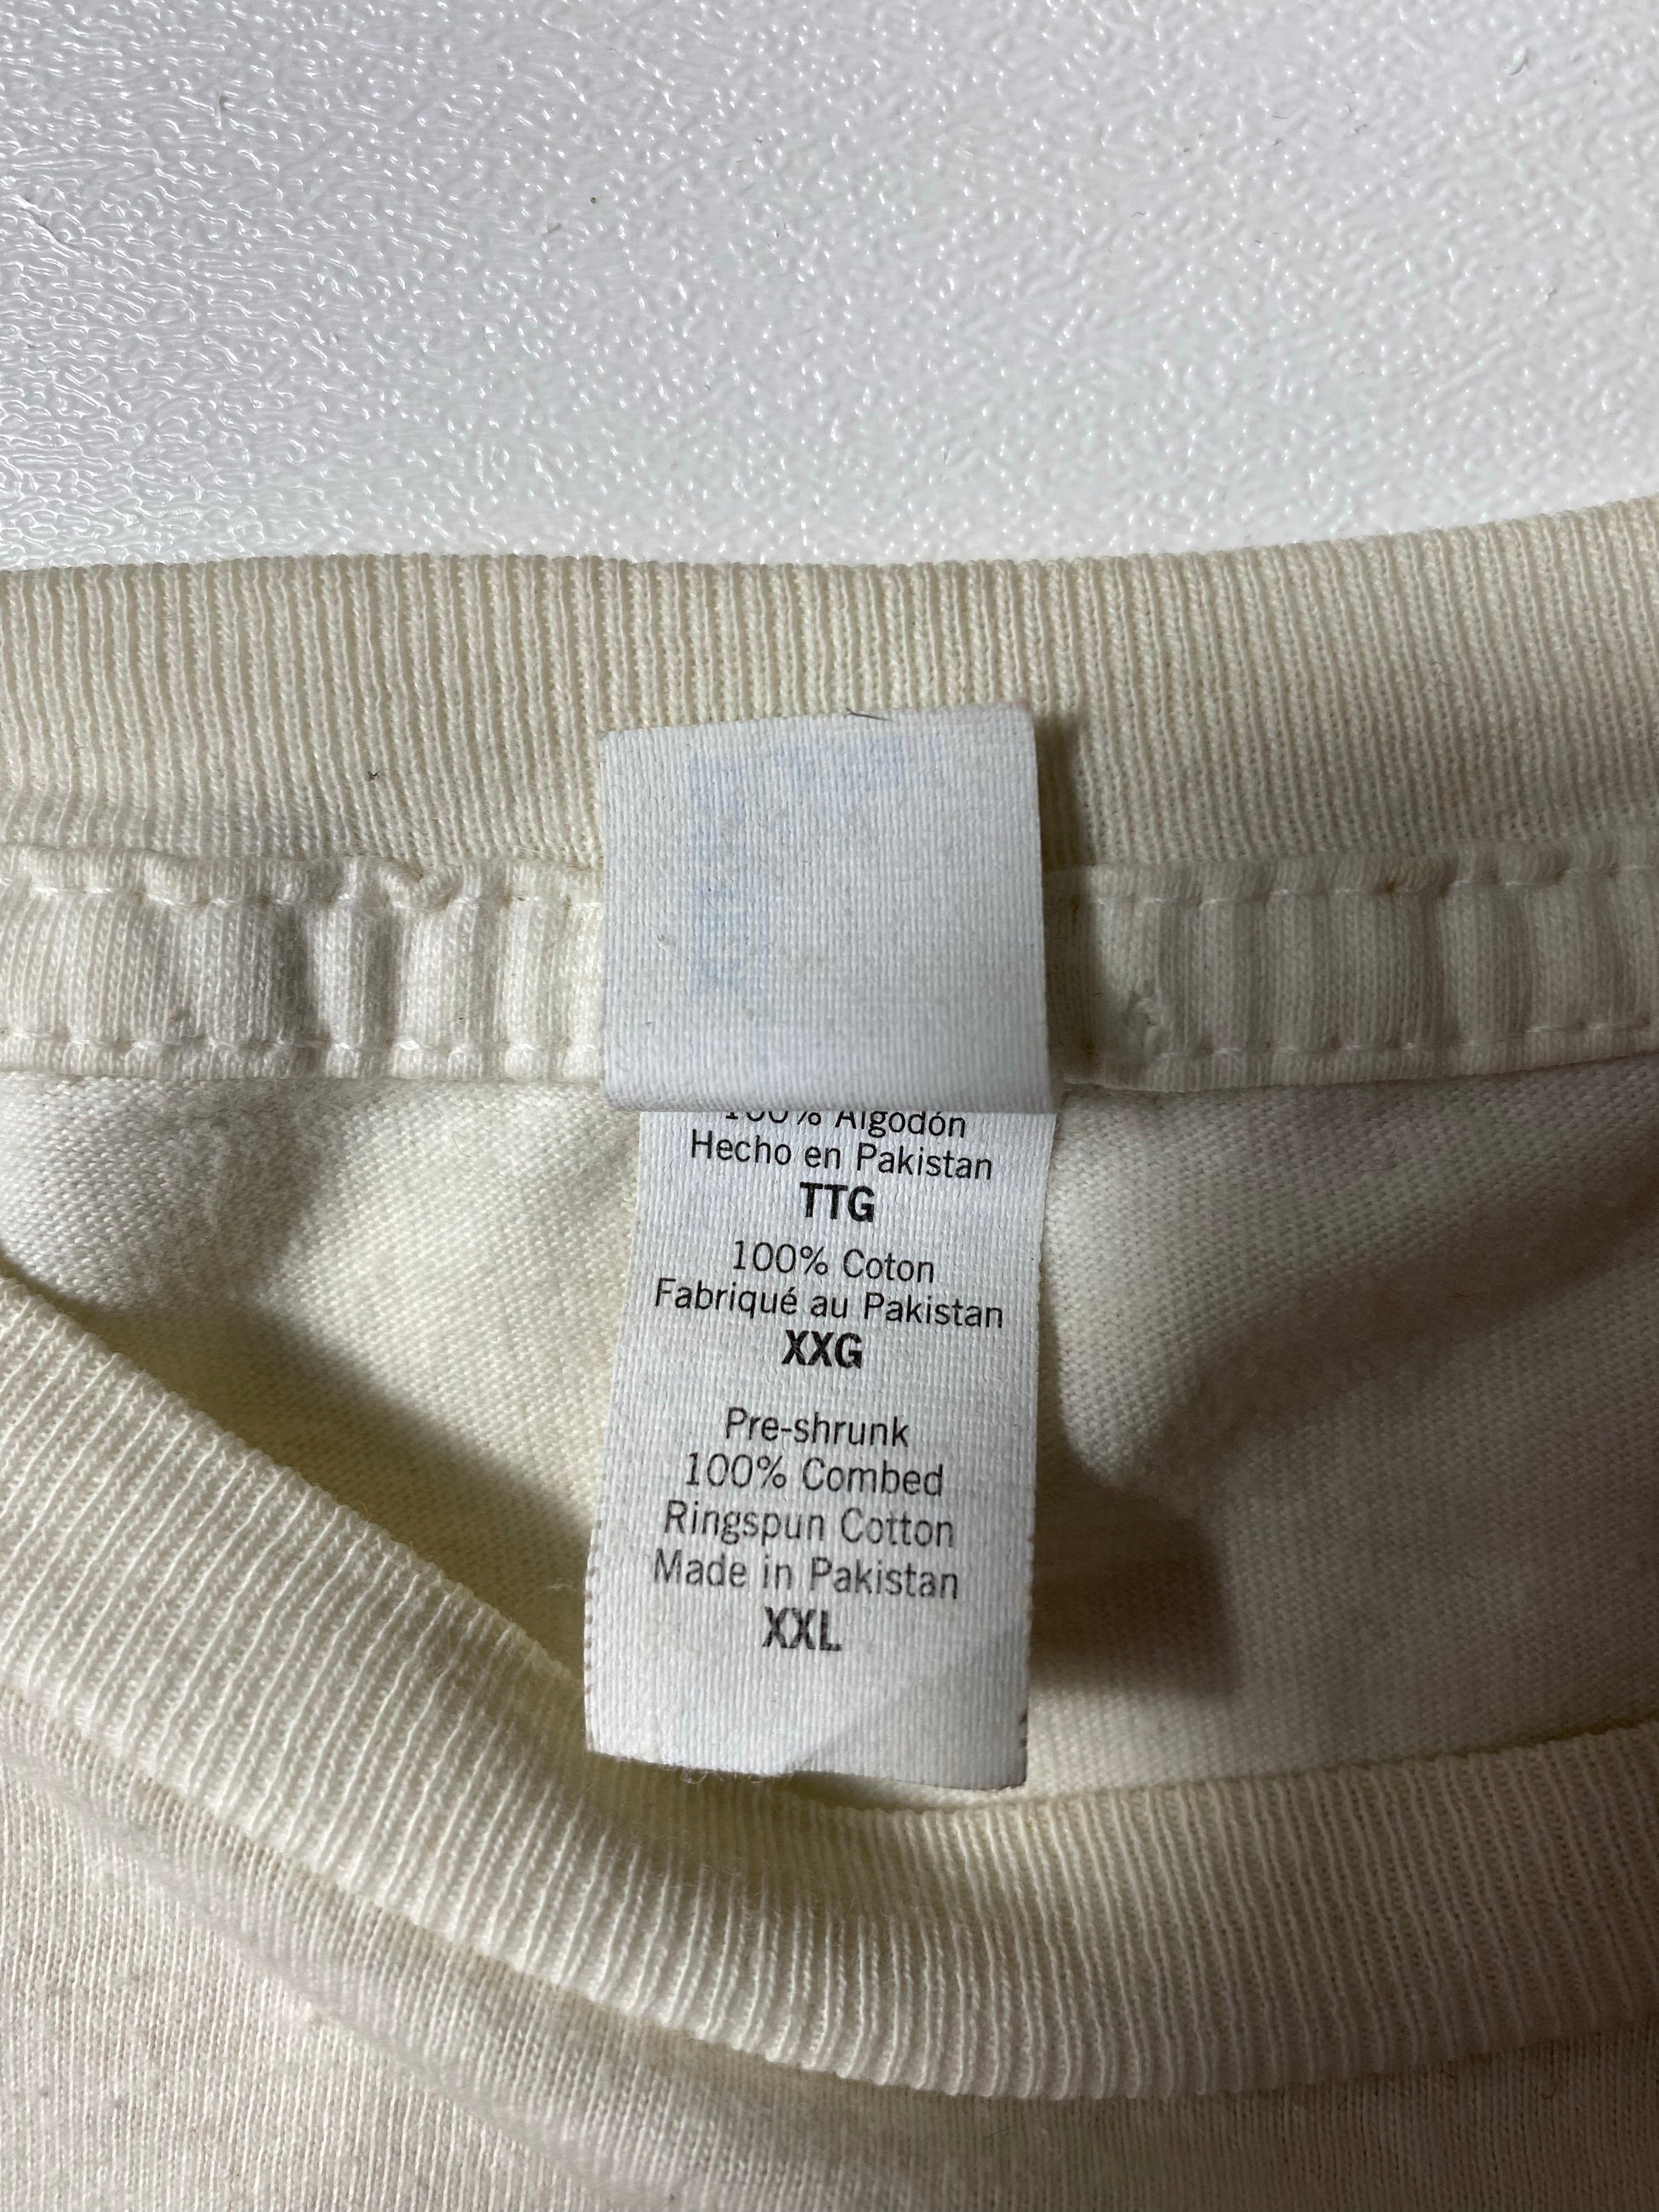 100% Algodón
Hecho en Pakistan
TTG
100% Coton
Fabriqué au Pakistan
XXG
Pre-shrunk
100% Combed
Ringspun Cotton
Made in Pakistan
XXL